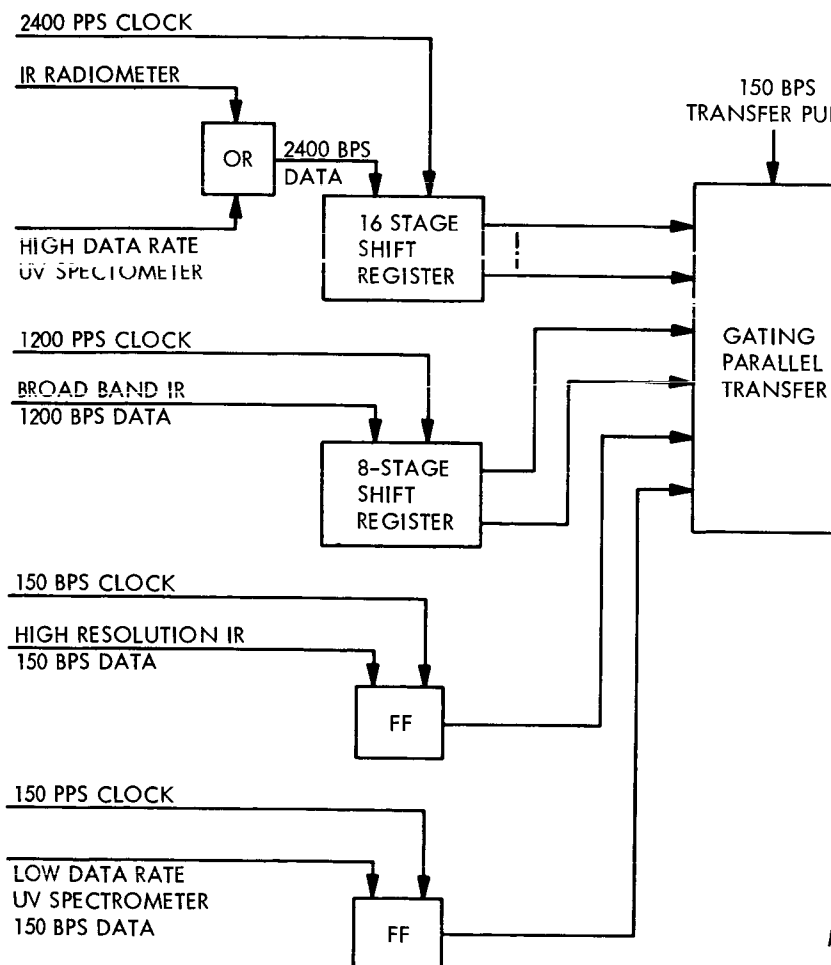 2400 PPS CLOCK
IR RADIOMETER
150 BPS
TRANSFER PUL
OR
2400 BPS
DATA
HIGH DATA RATE
UV SPECTOMETER
16 STAGE
SHIFT
REGISTER
1200 PPS CLOCK
BROAD BAND IR
1200 BPS DATA
GATING
PARALLEL
TRANSFER
8-STAGE
SHIFT
REGISTER
150 BPS CLOCK
HIGH RESOLUTION IR
150 BPS DATA
FF
150 PPS CLOCK
LOW DATA RATE
UV SPECTROMETER
150 BPS DATA
FF